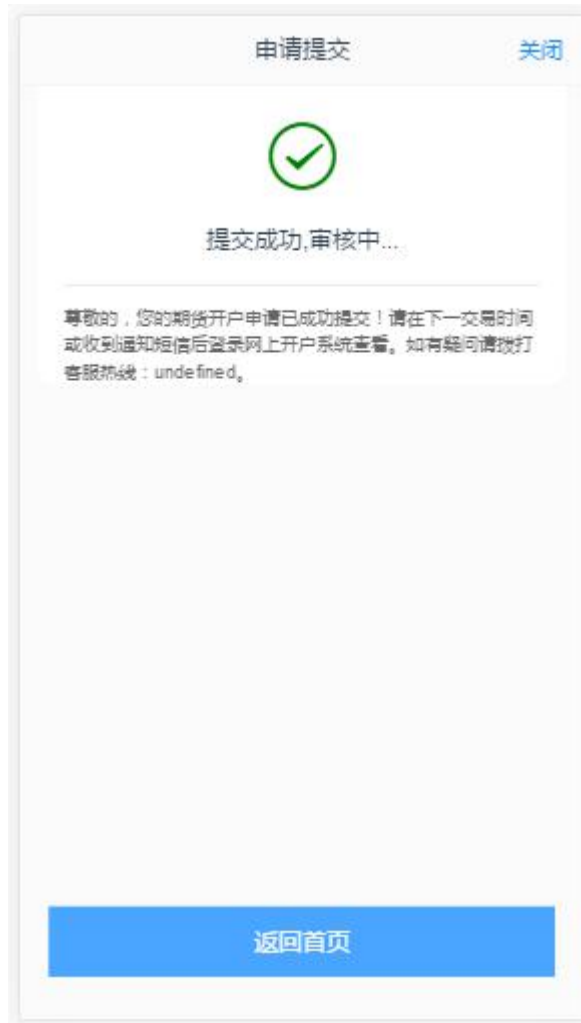 申请提交 关闭
提交成功,审核中...
尊敬的，您的期货开户申请已成功提交！请在下一交易时间
或收到通知短信后登录网上开户系统查看。如有疑问请拨打
客服热线：undefined。
返回首页